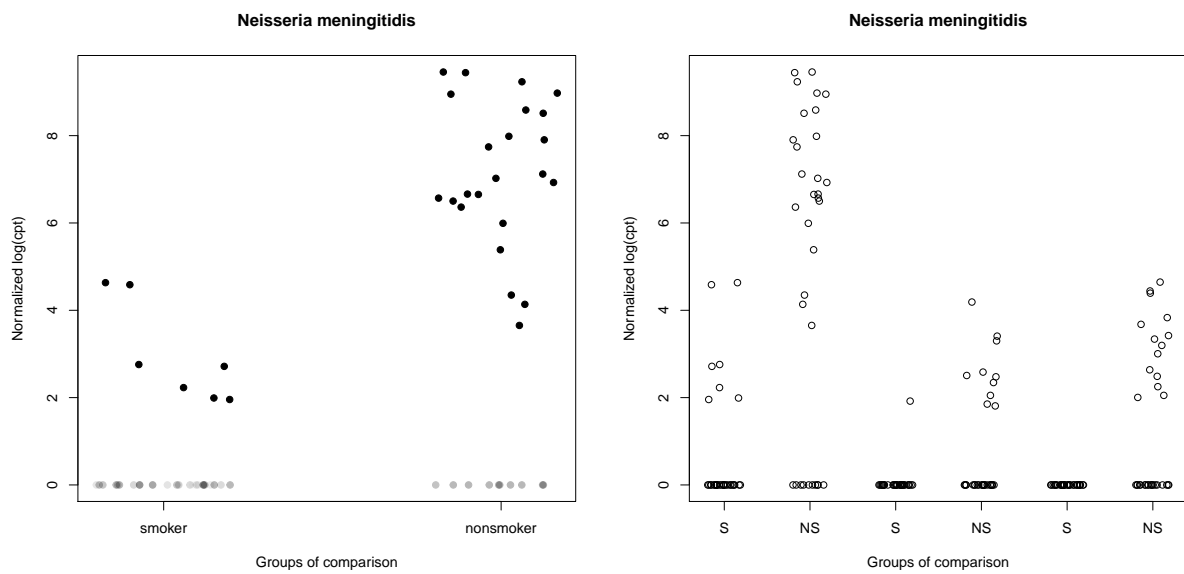 Neisseria meningitidis
Normalized log(cpt)
8
6
4
2
0
smoker
nonsmoker
Groups of comparison
Neisseria meningitidis
Normalized log(cpt)
8
6
4
2
0
S
NS
S
NS
S
NS
Groups of comparison